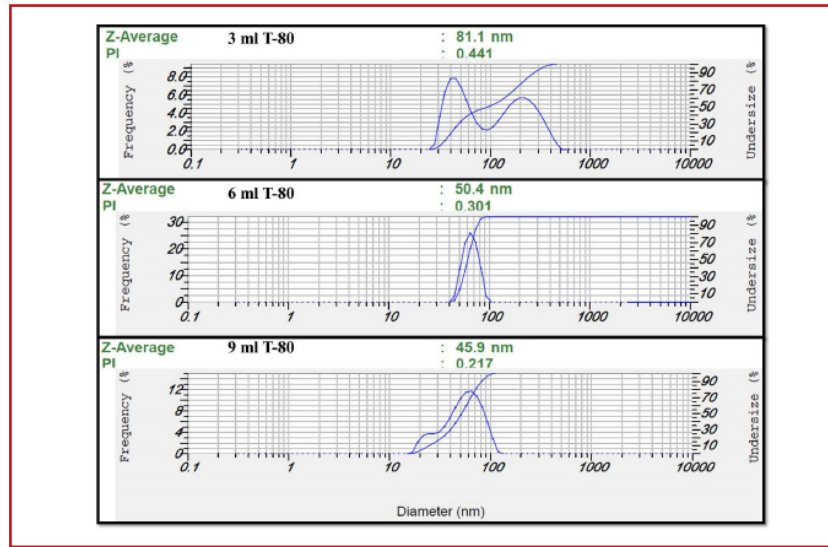 Z-Average 3 ml T-80 : 81.1 nm
PI : 0.441
Frequency (%
8.0
6.0
4.0
2.0
0.0
0.1 1 10 100 1000 10000
90
70
50
30
10
Undersize (%
Z-Average 6 ml T-80 : 50.4 nm
PI : 0.301
Frequency (%
30
20
10
0
0.1 1 10 100 1000 10000
90
70
50
30
10
Undersize (%
Z-Average 9 ml T-80 : 45.9 nm
PI : 0.217
Frequency (%
12
8
4
0
0.1 1 10 100 1000 10000
90
70
50
30
10
Undersize (%
Diameter (nm)